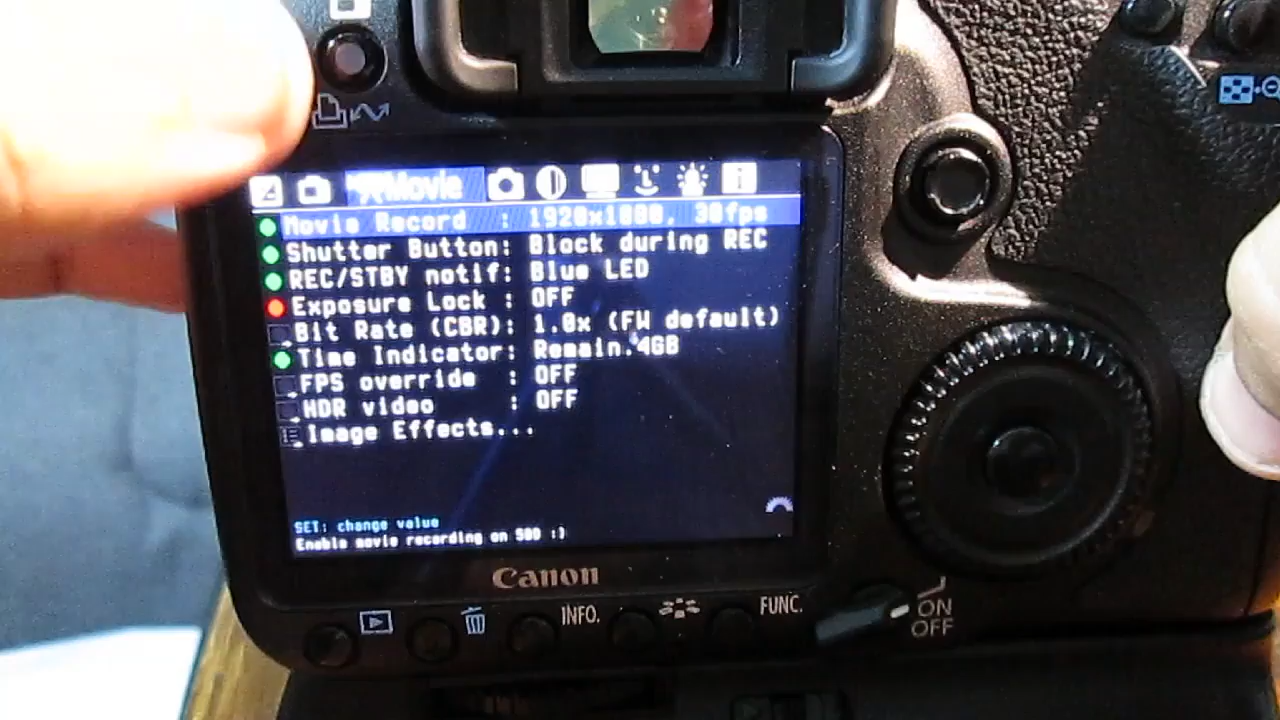 Movie
Movie Record : 1920x1080, 30fps
Shutter Button: Block during REC
REC/STBY notif: Blue LED
Exposure Lock : OFF
Bit Rate (CBR): 1.0x (FW default)
Time Indicator: Remain.4GB
FPS override : OFF
HDR video : OFF
Image Effects...
SET: change value
Enable movie recording on 50D :)
Canon
INFO.
FUNC.
ON
OFF